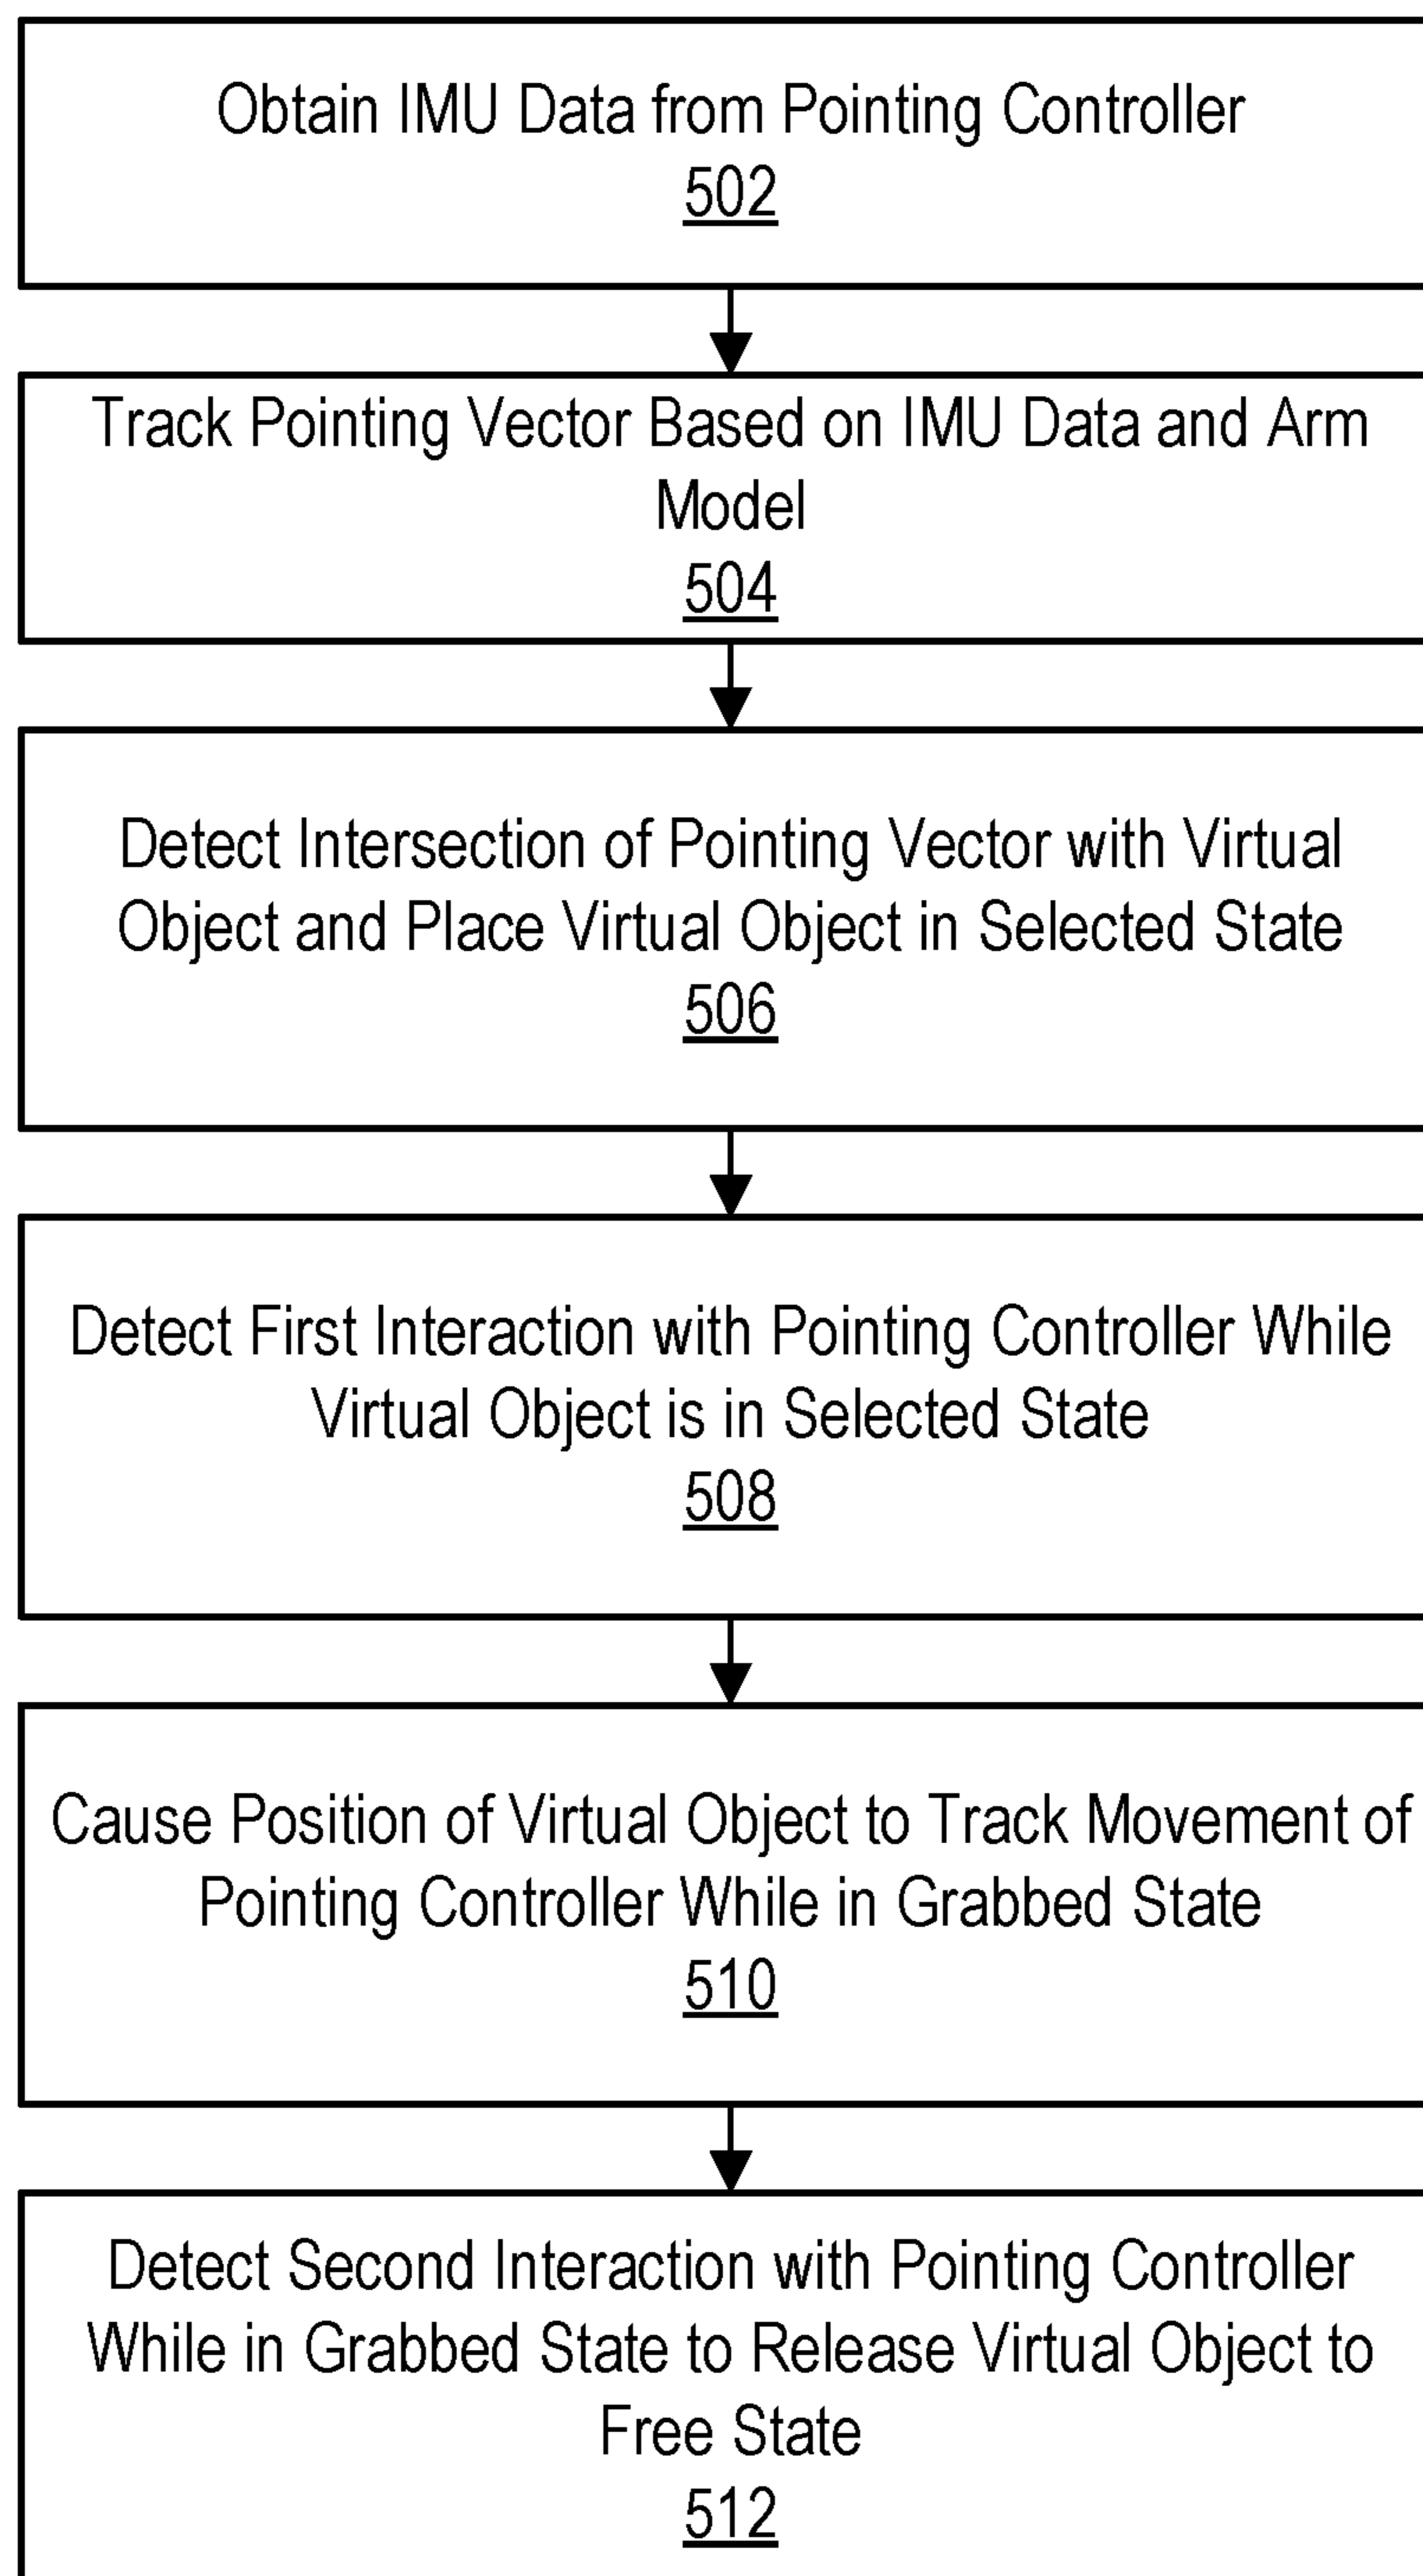 Obtain IMU Data from Pointing Controller
502
Track Pointing Vector Based on IMU Data and Arm
Model
504
Detect Intersection of Pointing Vector with Virtual
Object and Place Virtual Object in Selected State
506
Detect First Interaction with Pointing Controller While
Virtual Object is in Selected State
508
Cause Position of Virtual Object to Track Movement of
Pointing Controller While in Grabbed State
510
Detect Second Interaction with Pointing Controller
While in Grabbed State to Release Virtual Object to
Free State
512